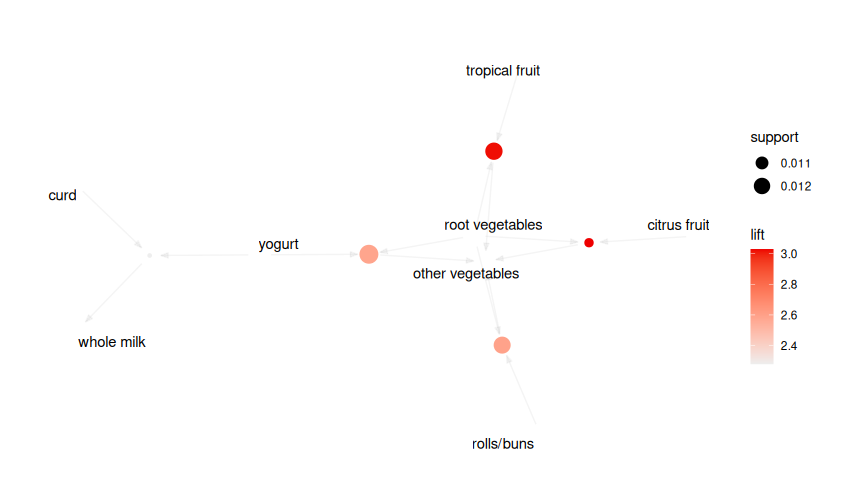 tropical fruit
support
0.011
0.012
curd
root vegetables
citrus fruit
yogurt
lift
other vegetables
3.0
2.8
2.6
2.4
whole milk
rolls/buns